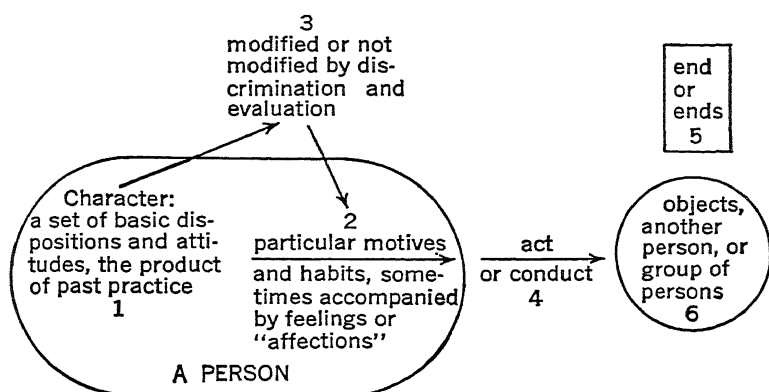 3
modified or not
modified by dis-
crimination and
evaluation
end
or
ends
5
Character:
a set of basic dis-
positions and atti-
tudes, the product
of past practice
1
2
particular motives
and habits, some-
times accompanied
by feelings or
"affections"
act
or conduct
4
objects,
another
person, or
group of
persons
6
A PERSON